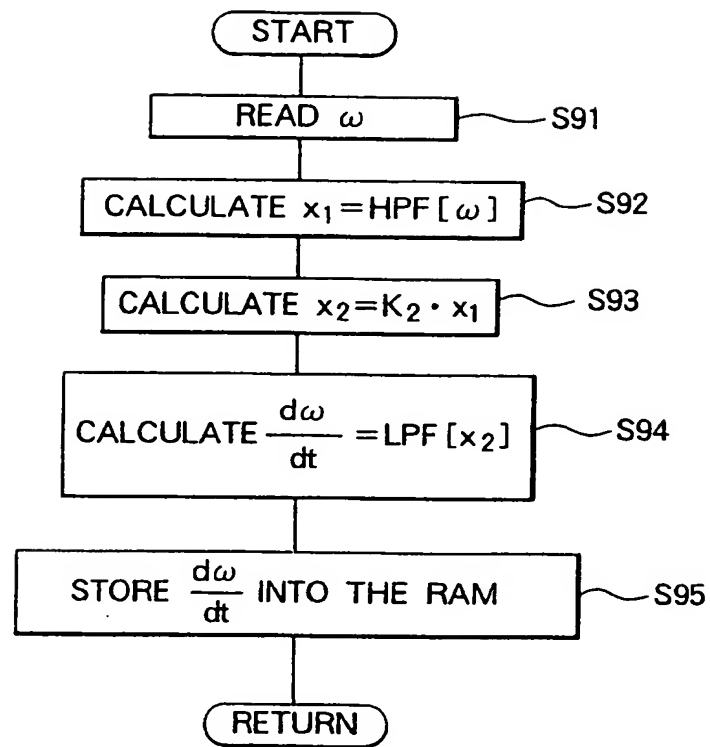 START
READ ω S91
CALCULATE x₁=HPF[ω] S92
CALCULATE x₂=K₂・x₁ S93
CALCULATE dω/dt =LPF[x₂] S94
STORE dω/dt INTO THE RAM S95
RETURN